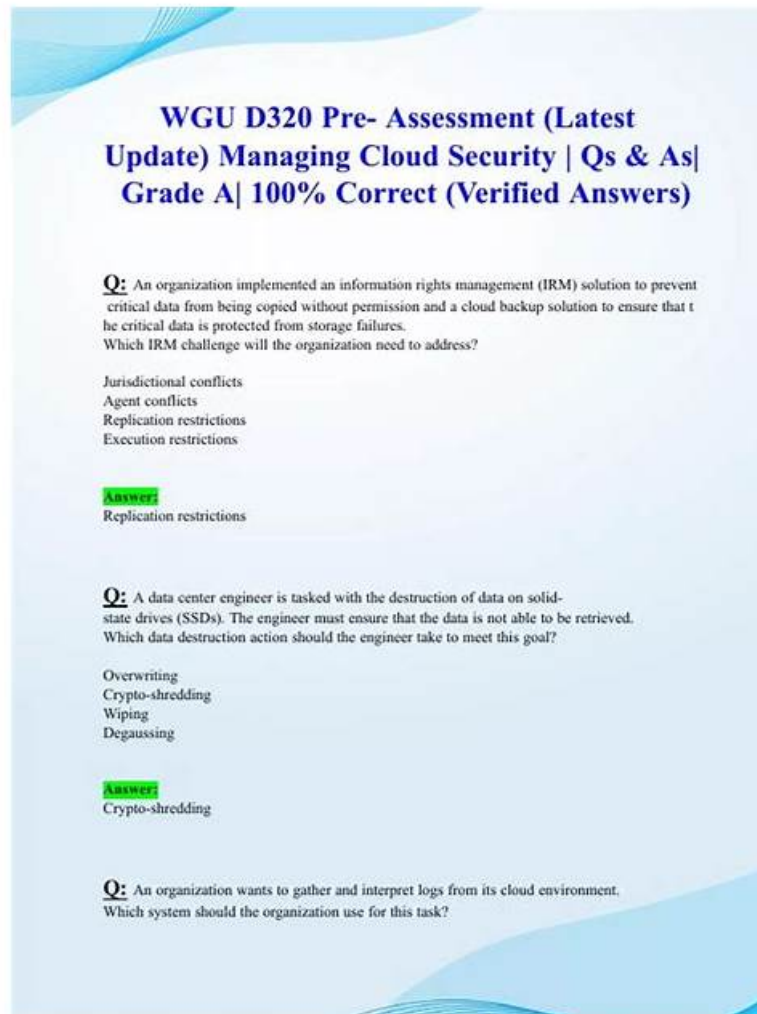 WGU D320 Pre- Assessment (Latest
Update) Managing Cloud Security | Qs & As|
Grade A| 100% Correct (Verified Answers)
Q: An organization implemented an information rights management (IRM) solution to prevent
critical data from being copied without permission and a cloud backup solution to ensure that t
he critical data is protected from storage failures.
Which IRM challenge will the organization need to address?
Jurisdictional conflicts
Agent conflicts
Replication restrictions
Execution restrictions
Answer:
Replication restrictions
Q: A data center engineer is tasked with the destruction of data on solid-
state drives (SSDs). The engineer must ensure that the data is not able to be retrieved.
Which data destruction action should the engineer take to meet this goal?
Overwriting
Crypto-shredding
Wiping
Degaussing
Answer:
Crypto-shredding
Q: An organization wants to gather and interpret logs from its cloud environment.
Which system should the organization use for this task?